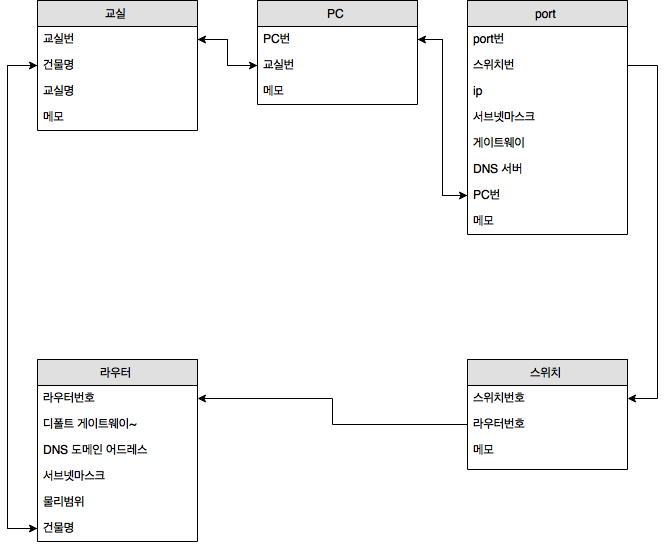 교실
교실번
건물명
교실명
메모
PC
PC번
교실번
메모
port
port번
스위치번
ip
서브넷마스크
게이트웨이
DNS 서버
PC번
메모
라우터
라우터번호
디폴트 게이트웨이~
DNS 도메인 어드레스
서브넷마스크
물리범위
건물명
스위치
스위치번호
라우터번호
메모